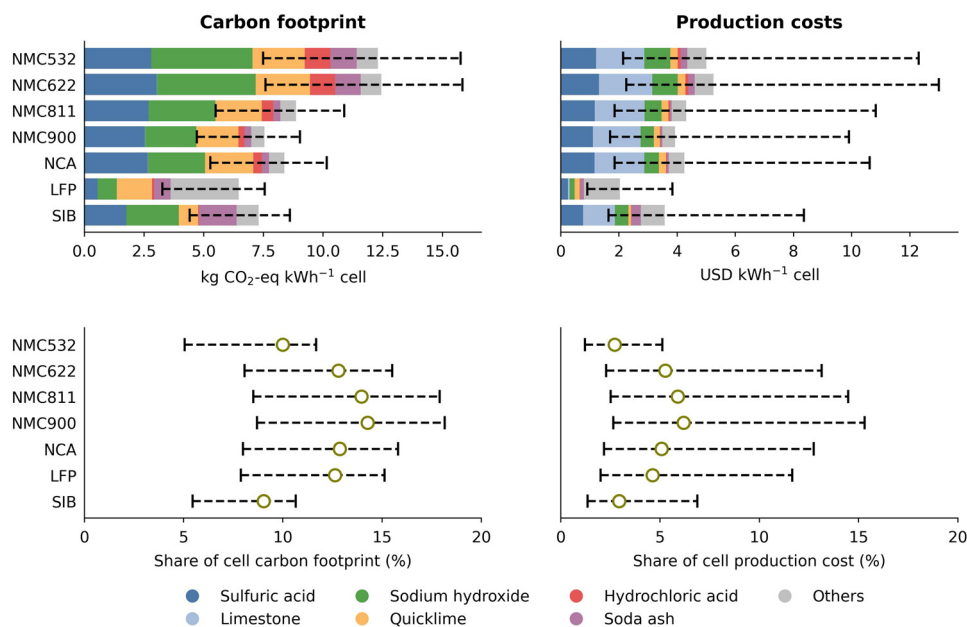 Carbon footprint
Production costs
NMC532
NMC622
NMC811
NMC900
NCA
LFP
SIB
0.0 2.5 5.0 7.5 10.0 12.5 15.0
kg CO₂-eq kWh⁻¹ cell
0 2 4 6 8 10 12
USD kWh⁻¹ cell
NMC532
NMC622
NMC811
NMC900
NCA
LFP
SIB
0 5 10 15 20
Share of cell carbon footprint (%)
0 5 10 15 20
Share of cell production cost (%)
Sulfuric acid Sodium hydroxide Hydrochloric acid Others
Limestone Quicklime Soda ash